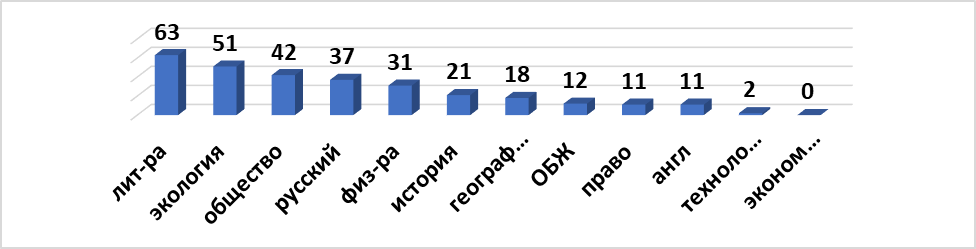 63
51
42
37
31
21
18
12
11
11
2
0
лит-ра
экология
общество
русский
физ-ра
история
географ...
ОБЖ
право
англ
техноло...
эконом...